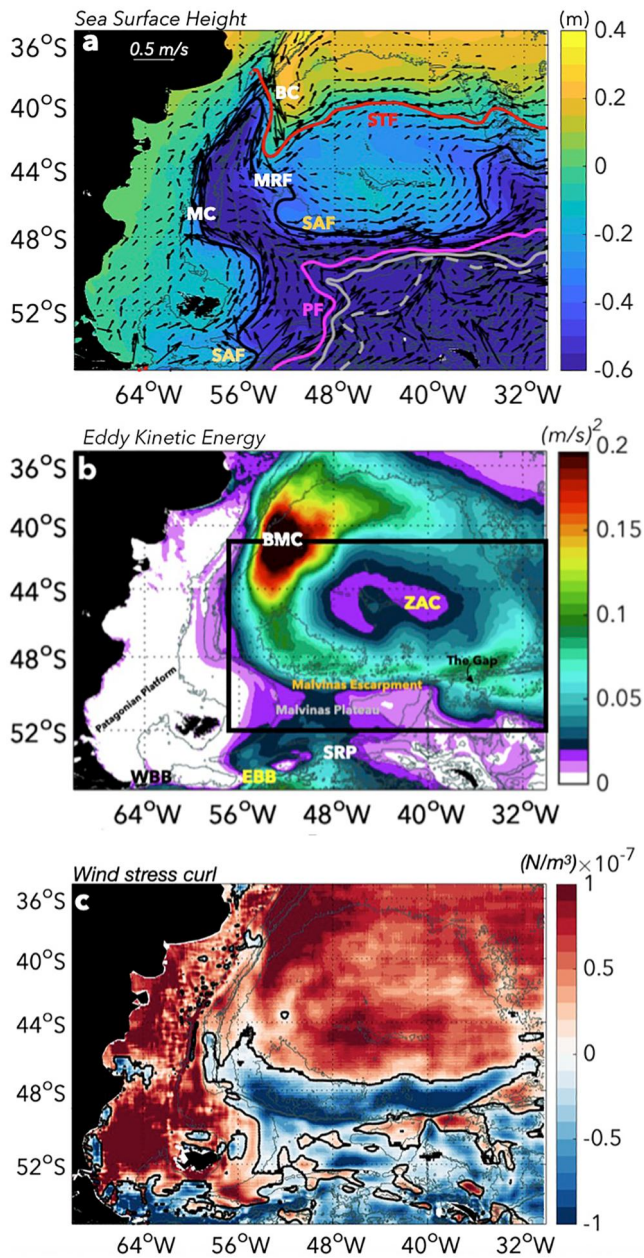 Sea Surface Height
(m)
a
0.5 m/s
36°S
40°S
44°S
48°S
52°S
BC
STF
MRF
MC
SAF
PF
SAF
0.4
0.2
0
-0.2
-0.4
-0.6
64°W 56°W 48°W 40°W 32°W
Eddy Kinetic Energy
(m/s)²
b
36°S
40°S
44°S
48°S
52°S
BMC
ZAC
The Gap
Malvinas Escarpment
Patagonian Platform
Malvinas Plateau
SRP
WBB
EBB
0.2
0.15
0.1
0.05
0
64°W 56°W 48°W 40°W 32°W
Wind stress curl
(N/m³)×10⁻⁷
c
36°S
40°S
44°S
48°S
52°S
1
0.5
0
-0.5
-1
64°W 56°W 48°W 40°W 32°W